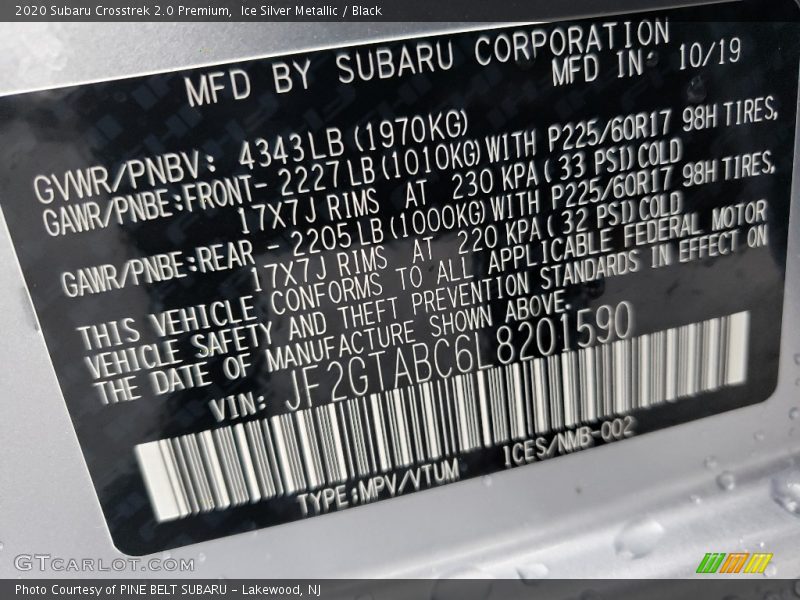 2020 Subaru Crosstrek 2.0 Premium,  Ice Silver Metallic / Black
MFD BY SUBARU CORPORATION
MFD IN 10/19
GVWR/PNBV: 4343LB (1970KG)
GAWR/PNBE:FRONT- 2227 LB (1010KG) WITH P225/60R17 98H TIRES,
17X7J RIMS AT 230 KPA( 33 PSI)COLD
GAWR/PNBE:REAR - 2205 LB (1000KG) WITH P225/60R17 98H TIRES,
17X7J RIMS AT 220 KPA( 32 PSI)COLD
THIS VEHICLE CONFORMS TO ALL APPLICABLE FEDERAL MOTOR
VEHICLE SAFETY AND THEFT PREVENTION STANDARDS IN EFFECT ON
THE DATE OF MANUFACTURE SHOWN ABOVE.
VIN: JF2GTABC6L8201590
TYPE:MPV/VTUM ICES/NMB-002
GTCARLOT.COM
Photo Courtesy of PINE BELT SUBARU - Lakewood, NJ